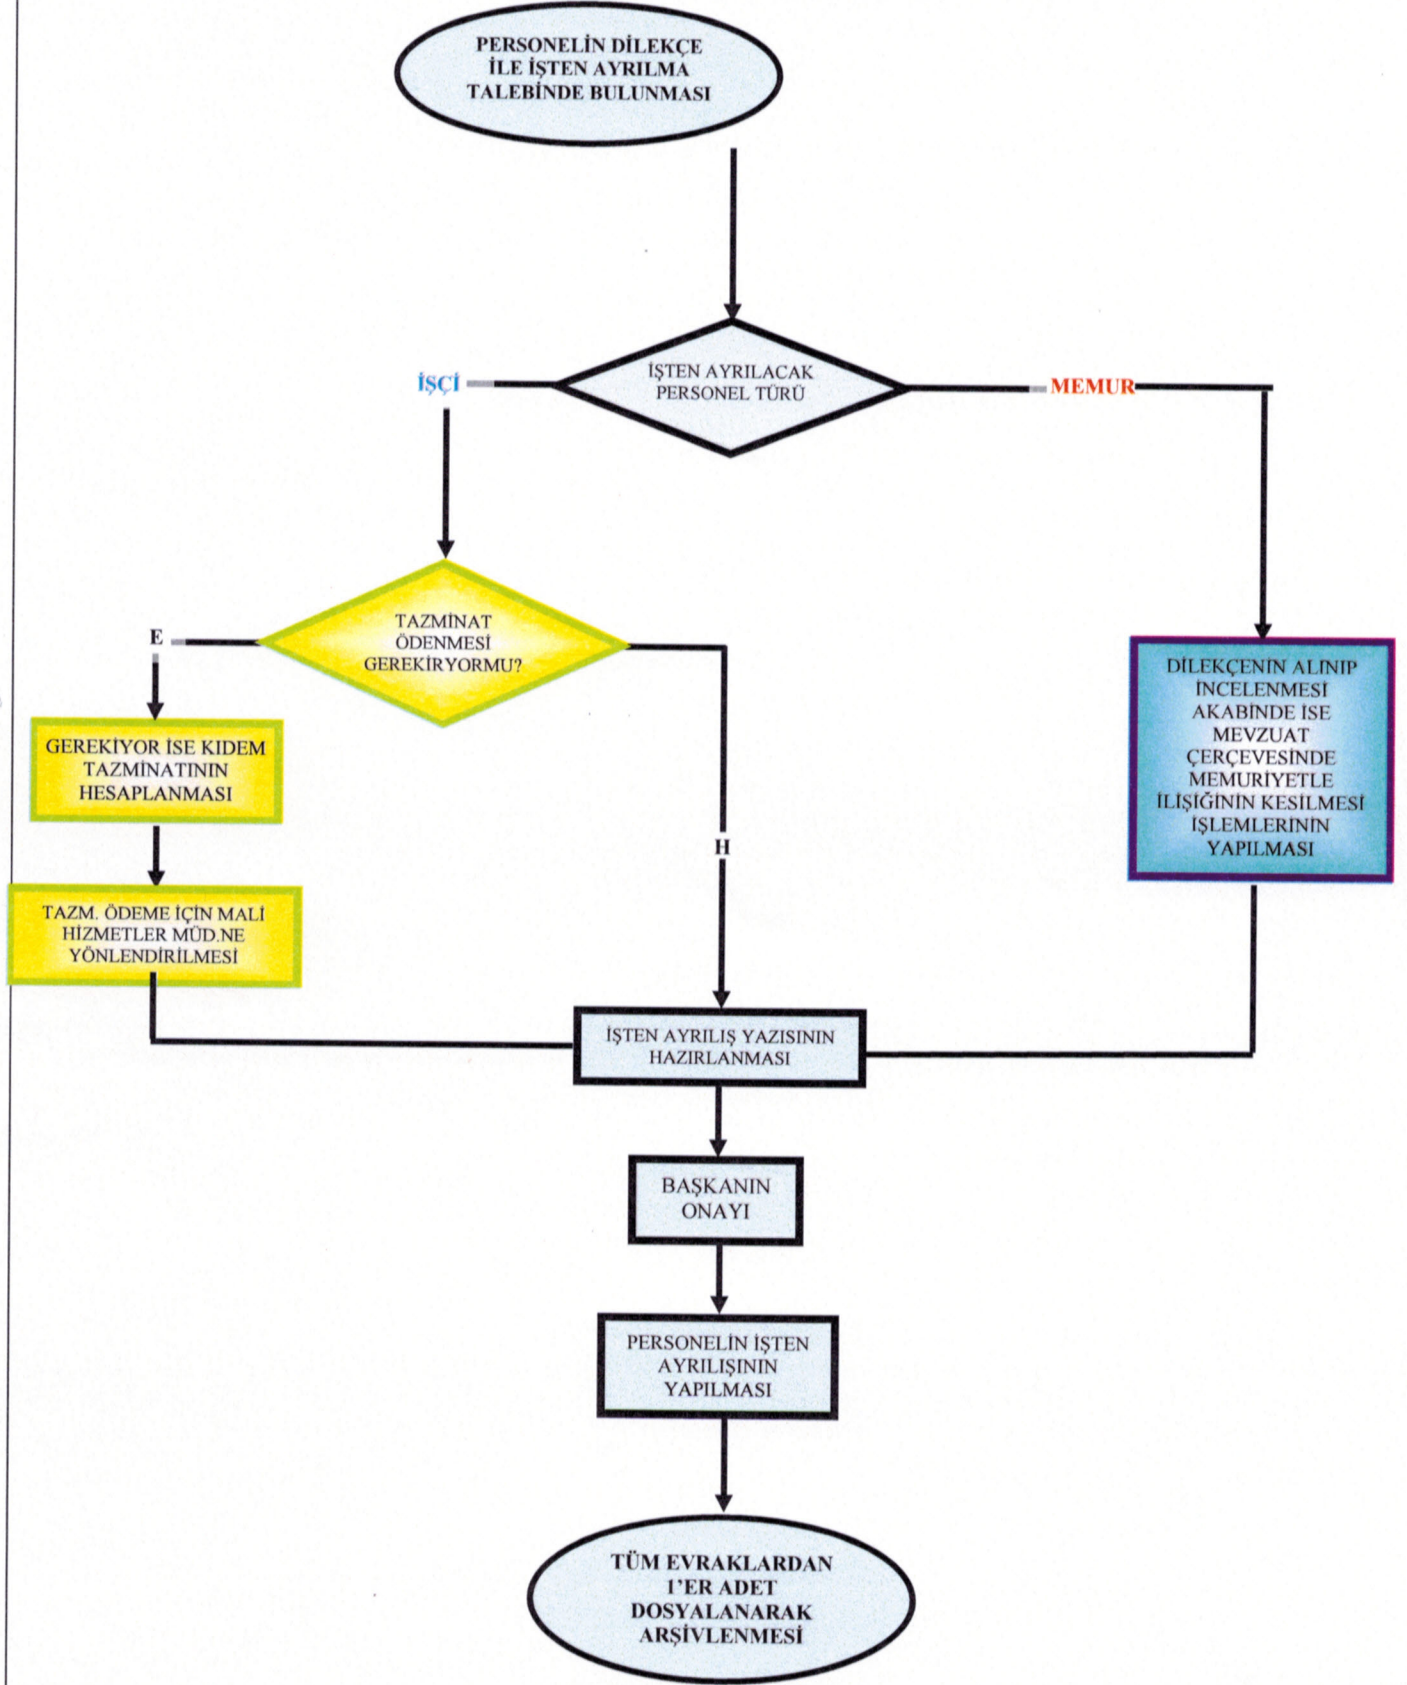 PERSONELİN DİLEKÇE
İLE İŞTEN AYRILMA
TALEBİNDE BULUNMASI
İŞTEN AYRILACAK
PERSONEL TÜRÜ
İŞÇİ
MEMUR
TAZMİNAT
ÖDENMESİ
GEREKİRYORMU?
E
GEREKİYOR İSE KIDEM
TAZMİNATININ
HESAPLANMASI
TAZM. ÖDEME İÇİN MALİ
HİZMETLER MÜD.NE
YÖNLENDİRİLMESİ
H
DİLEKÇENİN ALINIP
İNCELENMESİ
AKABİNDE İSE
MEVZUAT
ÇERÇEVESİNDE
MEMURİYETLE
İLİŞİĞİNİN KESİLMESİ
İŞLEMLERİNİN
YAPILMASI
İŞTEN AYRILIŞ YAZISININ
HAZIRLANMASI
BAŞKANIN
ONAYI
PERSONELİN İŞTEN
AYRILIŞININ
YAPILMASI
TÜM EVRAKLARDAN
1'ER ADET
DOSYALANARAK
ARŞİVLENMESİ